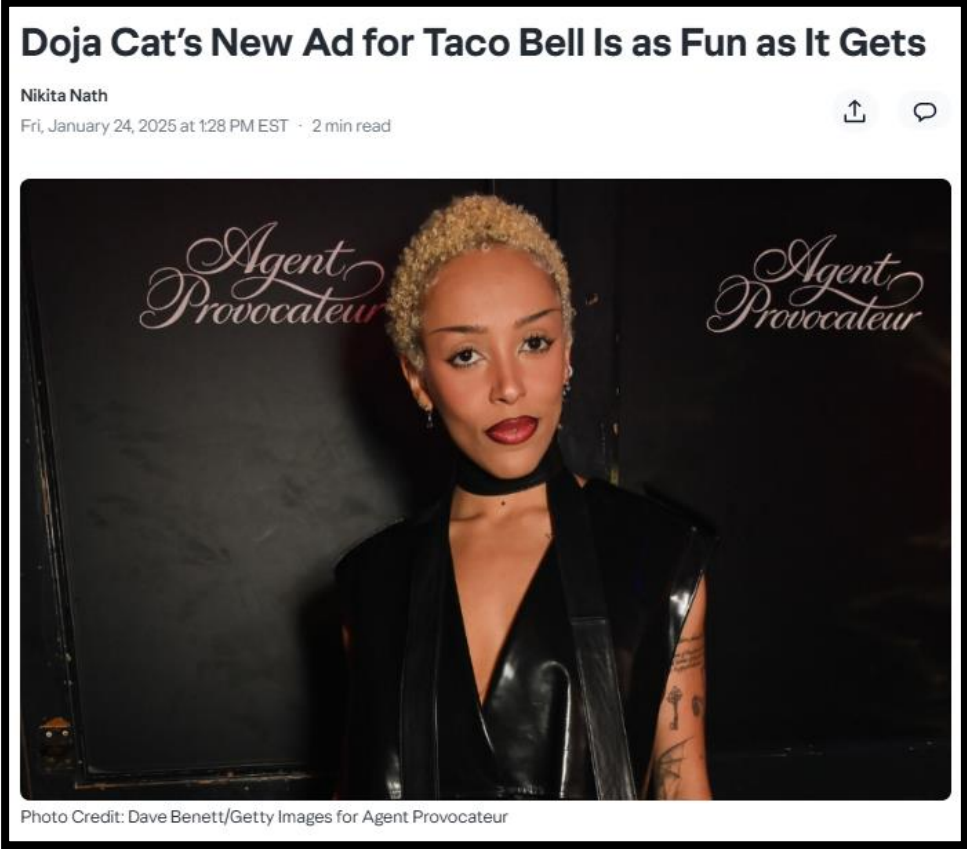 Doja Cat’s New Ad for Taco Bell Is as Fun as It Gets
Nikita Nath
Fri, January 24, 2025 at 1:28 PM EST · 2 min read
Agent
Provocateur
Agent
Provocateur
Photo Credit: Dave Benett/Getty Images for Agent Provocateur